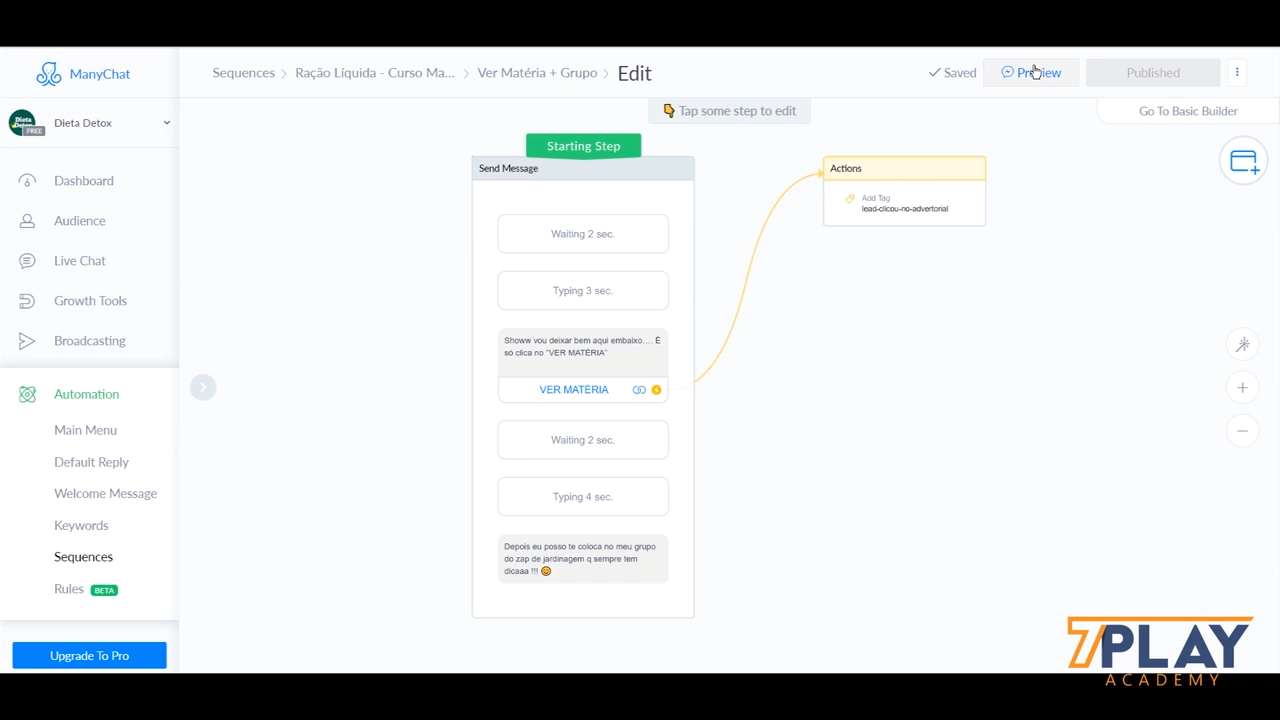 ManyChat
Sequences > Ração Líquida - Curso Ma... > Ver Matéria + Grupo > Edit
Saved
Preview
Published
Dieta Detox
FREE
Dieta Detox
👇 Tap some step to edit
Go To Basic Builder
Dashboard
Audience
Live Chat
Growth Tools
Broadcasting
Automation
Main Menu
Default Reply
Welcome Message
Keywords
Sequences
Rules BETA
Upgrade To Pro
Starting Step
Send Message
Waiting 2 sec.
Typing 3 sec.
Showw vou deixar bem aqui embaixo.... É
só clica no "VER MATÉRIA"
VER MATERIA
Waiting 2 sec.
Typing 4 sec.
Depois eu posso te coloca no meu grupo
do zap de jardinagem q sempre tem
dicaaa !!! 😀
Actions
Add Tag
lead-clicou-no-advertorial
7PLAY
ACADEMY